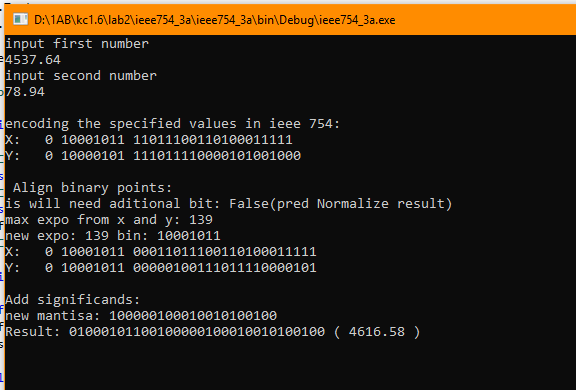 D:\1AB\kc1.6\lab2\ieee754_3a\ieee754_3a\bin\Debug\ieee754_3a.exe
input first number
4537.64
input second number
78.94
encoding the specified values in ieee 754:
X: 0 10001011 11011100110100011111
Y: 0 10000101 111011110000101001000
Align binary points:
is will need aditional bit: False(pred Normalize result)
max expo from x and y: 139
new expo: 139 bin: 10001011
X: 0 10001011 00011011100110100011111
Y: 0 10001011 00000100111011110000101
Add significands:
new mantisa: 100000100010010100100
Result: 01000101100100000100010010100100 ( 4616.58 )